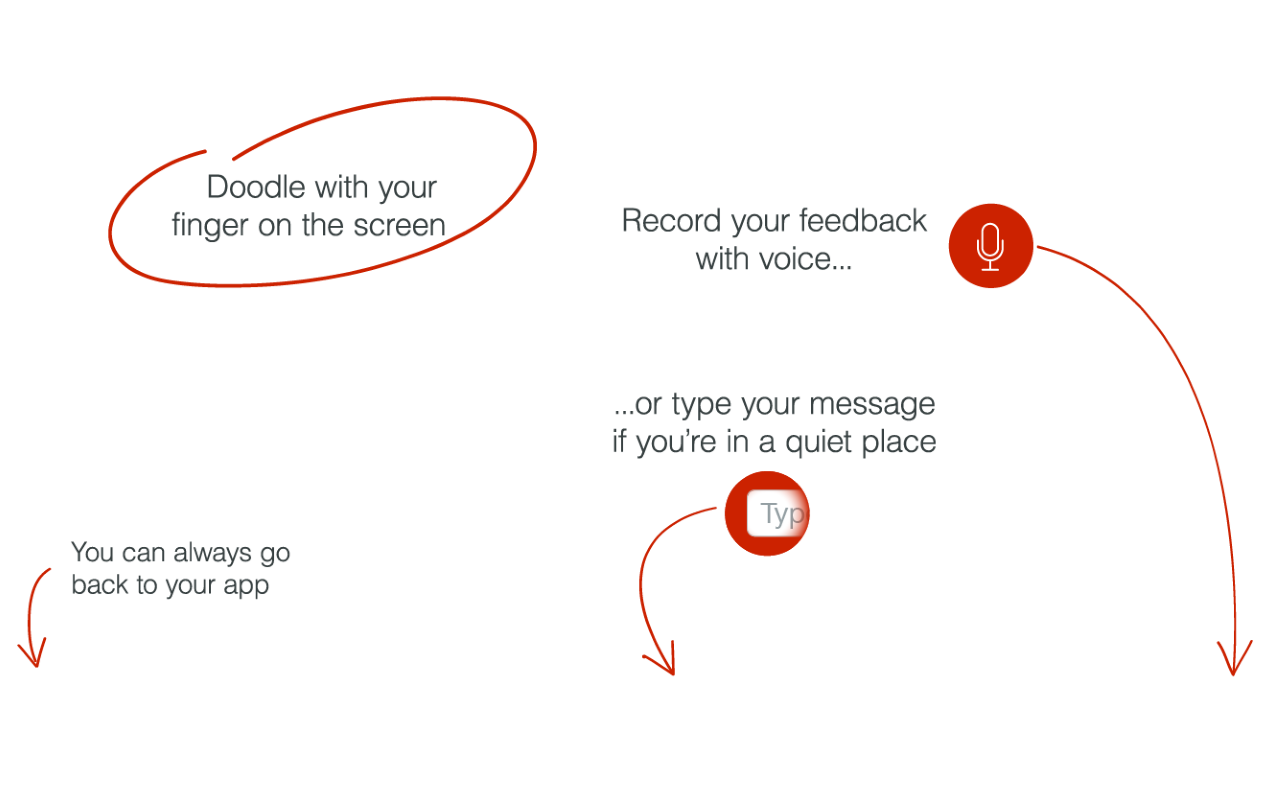 Doodle with your
finger on the screen
Record your feedback
with voice...
...or type your message
if you’re in a quiet place
Typ
You can always go
back to your app